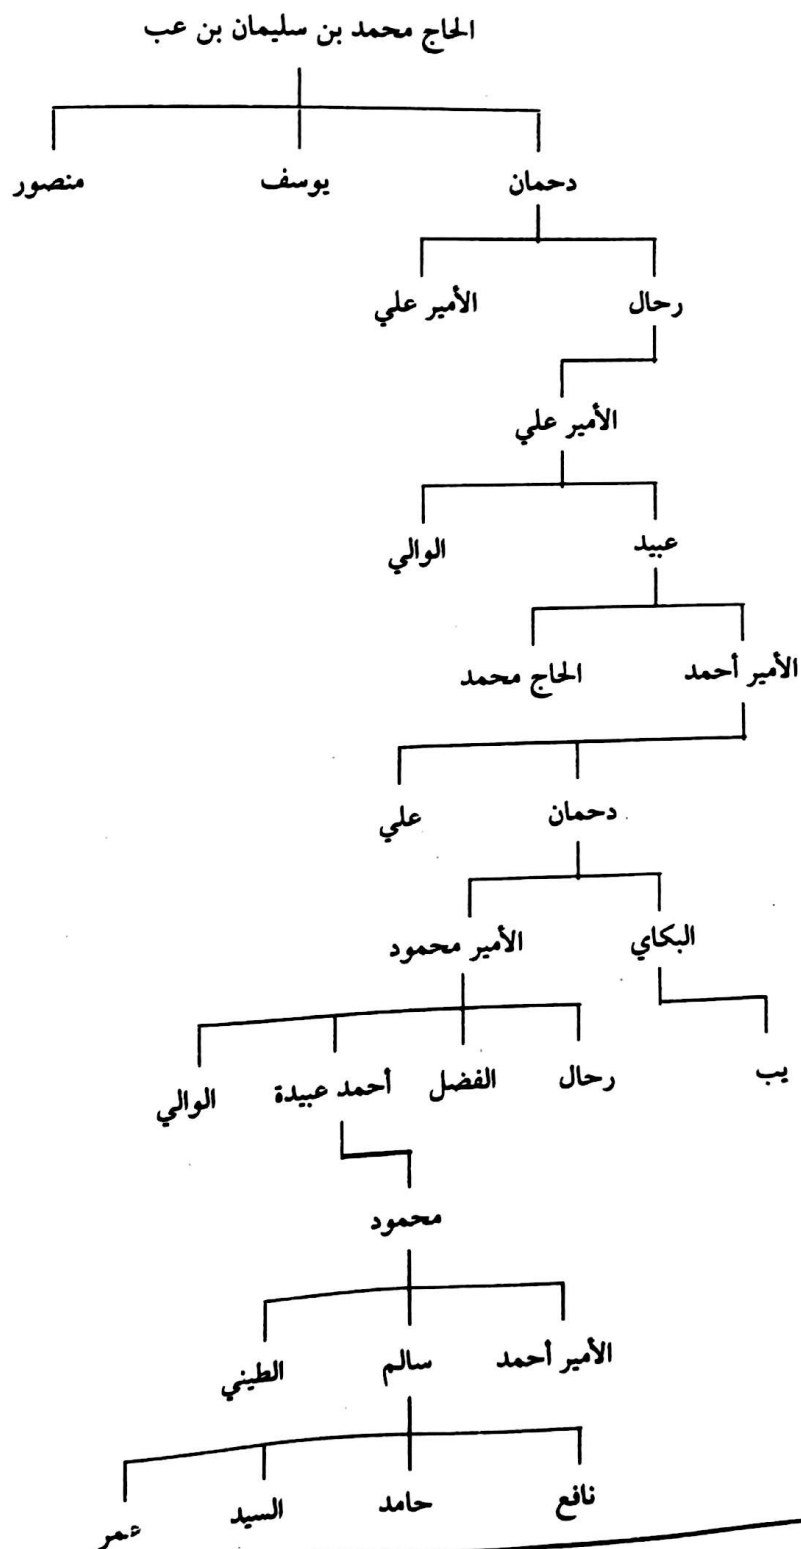 الحاج محمد بن سليمان بن عب
دحمان يوسف منصور
رحال الأمير علي
الأمير علي
عبيد الوالي
الأمير أحمد الحاج محمد
دحمان علي
البكاي الأمير محمود
يب رحال الفضل أحمد عبيدة الوالي
محمود
الأمير أحمد سالم الطيني
نافع حامد السيد عمر